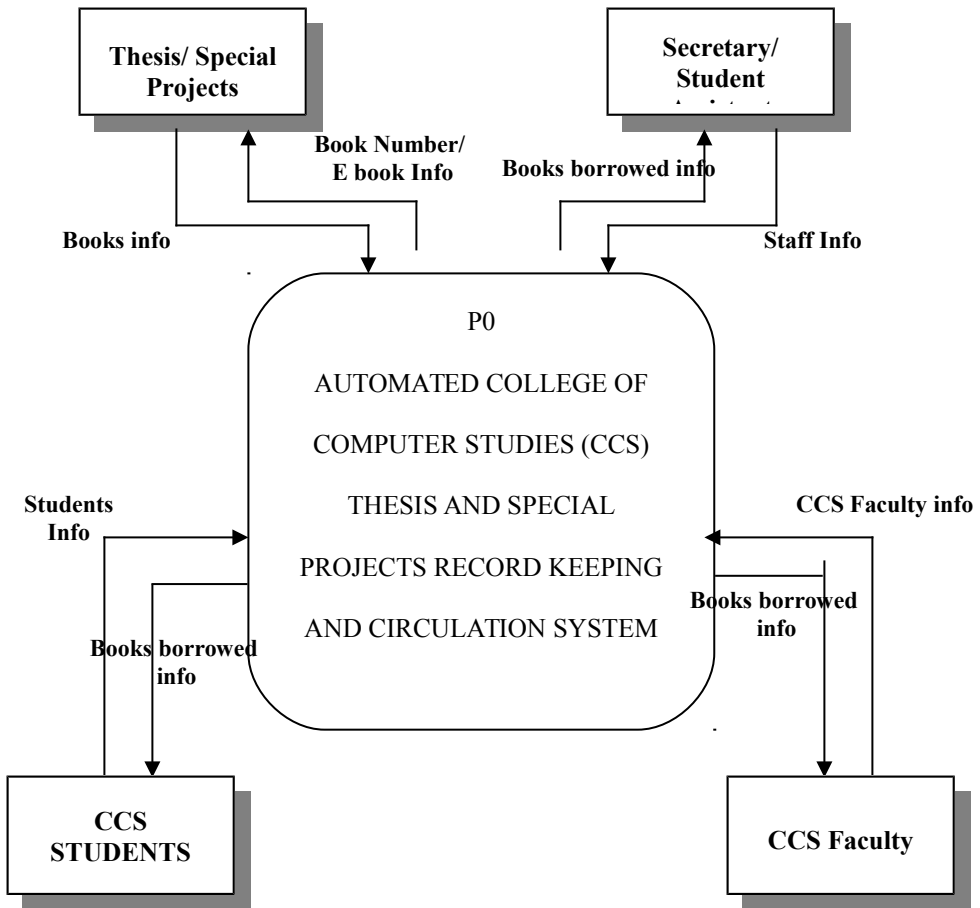 Thesis/ Special
Projects
Secretary/
Student
Book Number/
E book Info
Books borrowed info
Books info
Staff Info
P0
AUTOMATED COLLEGE OF
COMPUTER STUDIES (CCS)
THESIS AND SPECIAL
PROJECTS RECORD KEEPING
AND CIRCULATION SYSTEM
Students
Info
CCS Faculty info
Books borrowed
info
Books borrowed
info
CCS
STUDENTS
CCS Faculty